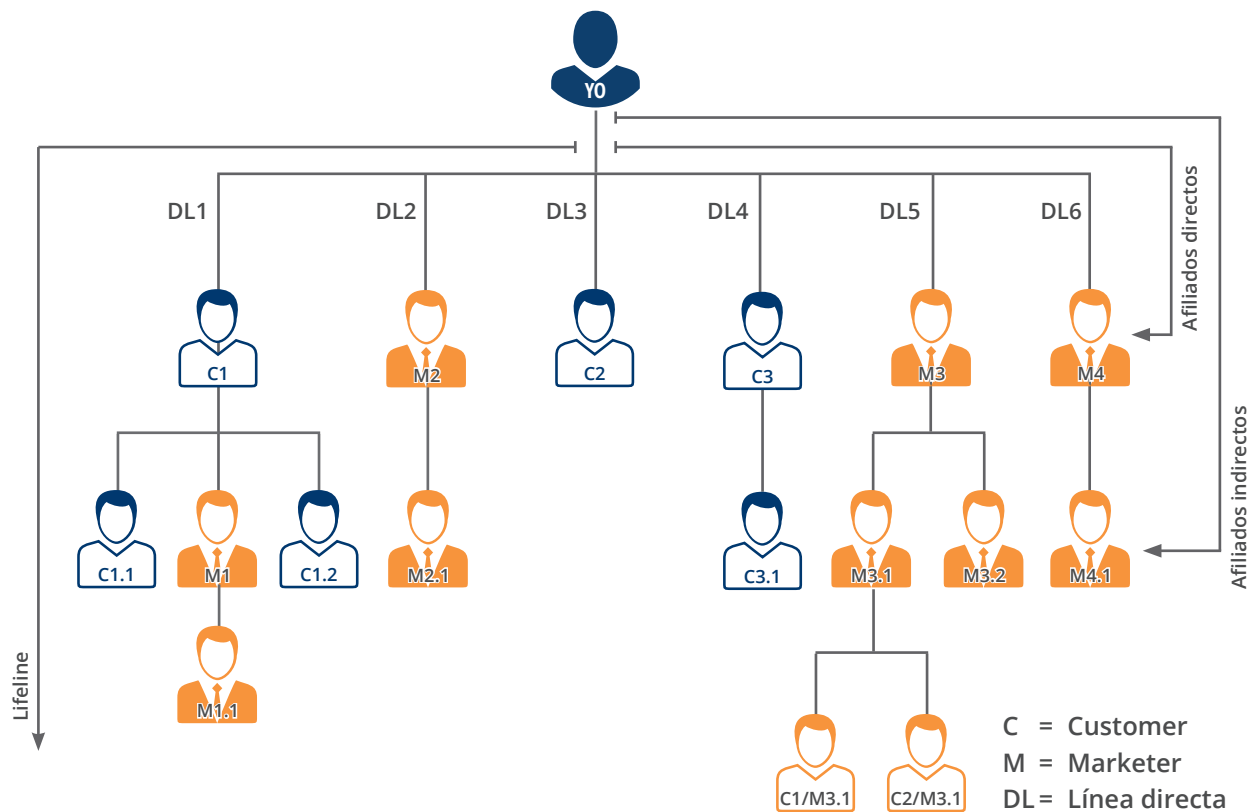 YO
DL1
DL2
DL3
DL4
DL5
DL6
Afiliados directos
C1
M2
C2
C3
M3
M4
Afiliados indirectos
C1.1
M1
C1.2
M2.1
C3.1
M3.1
M3.2
M4.1
Lifeline
M1.1
C1/M3.1
C2/M3.1
C = Customer
M = Marketer
DL = Línea directa